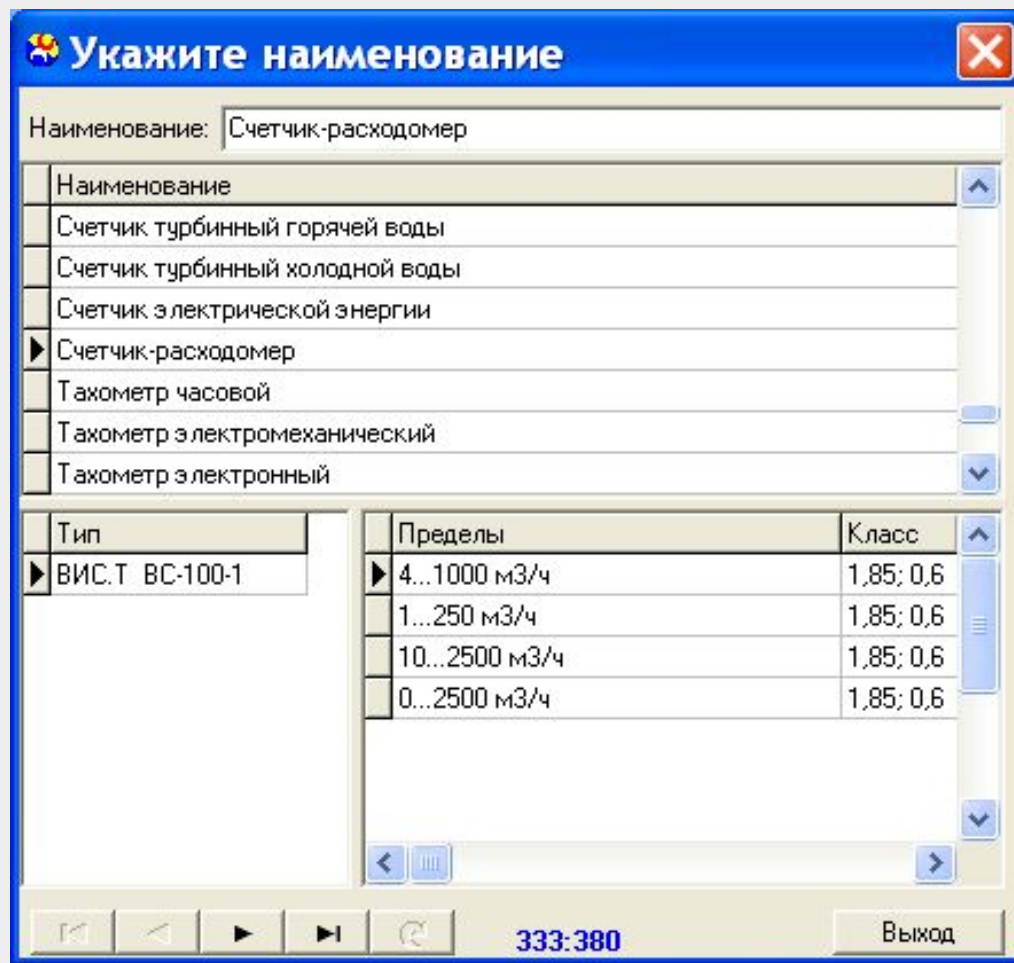 Укажите наименование
Наименование: Счетчик-расходомер
Наименование
Счетчик турбинный горячей воды
Счетчик турбинный холодной воды
Счетчик электрической энергии
Счетчик-расходомер
Тахометр часовой
Тахометр электромеханический
Тахометр электронный
Тип
ВИС.Т ВС-100-1
Пределы Класс
4...1000 м3/ч 1,85; 0,6
1...250 м3/ч 1,85; 0,6
10...2500 м3/ч 1,85; 0,6
0...2500 м3/ч 1,85; 0,6
333:380 Выход